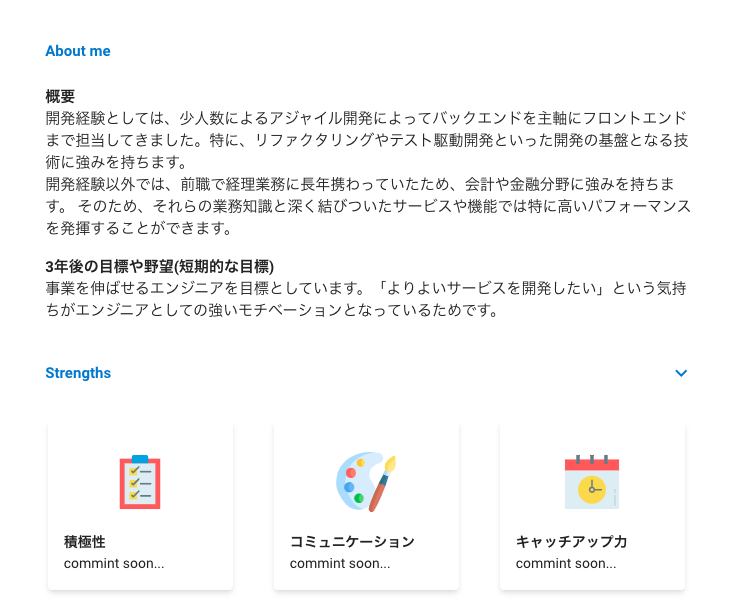 About me
概要
開発経験としては、少人数によるアジャイル開発によってバックエンドを主軸にフロントエンド
まで担当してきました。特に、リファクタリングやテスト駆動開発といった開発の基盤となる技
術に強みを持ちます。
開発経験以外では、前職で経理業務に長年携わっていたため、会計や金融分野に強みを持ちま
す。 そのため、それらの業務知識と深く結びついたサービスや機能では特に高いパフォーマンス
を発揮することができます。
3年後の目標や野望(短期的な目標)
事業を伸ばせるエンジニアを目標としています。「よりよいサービスを開発したい」という気持
ちがエンジニアとしての強いモチベーションとなっているためです。
Strengths
積極性
commint soon...
コミュニケーション
commint soon...
キャッチアップ力
commint soon...